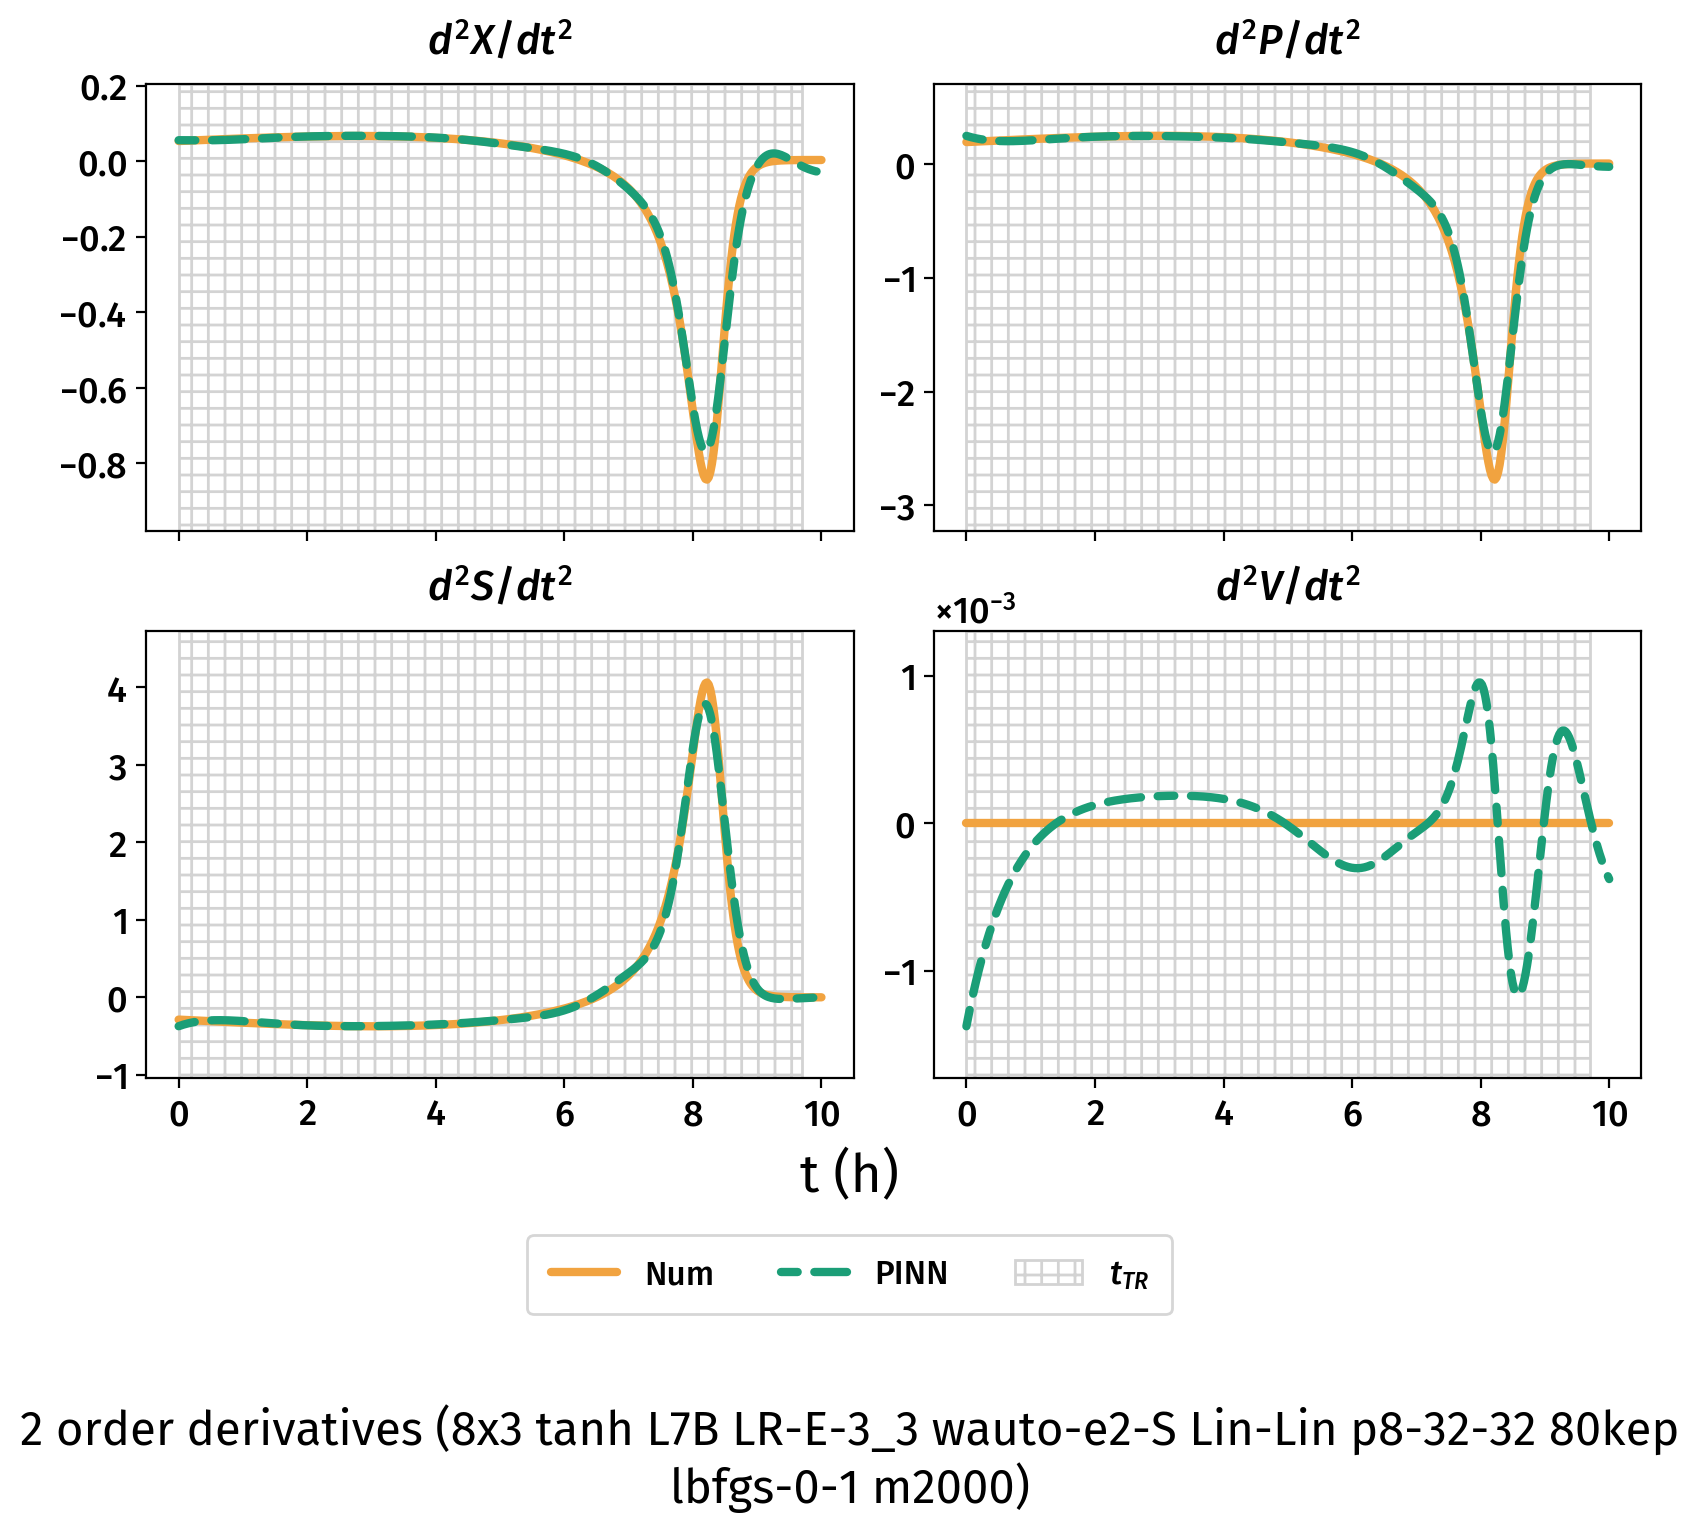 d²X/dt²
d²P/dt²
0.2
0.0
−0.2
−0.4
−0.6
−0.8
0
−1
−2
−3
d²S/dt²
d²V/dt²
×10⁻³
4
3
2
1
0
−1
1
0
−1
0 2 4 6 8 10
0 2 4 6 8 10
t (h)
Num PINN t_TR
2 order derivatives (8x3 tanh L7B LR-E-3_3 wauto-e2-S Lin-Lin p8-32-32 80kep
lbfgs-0-1 m2000)